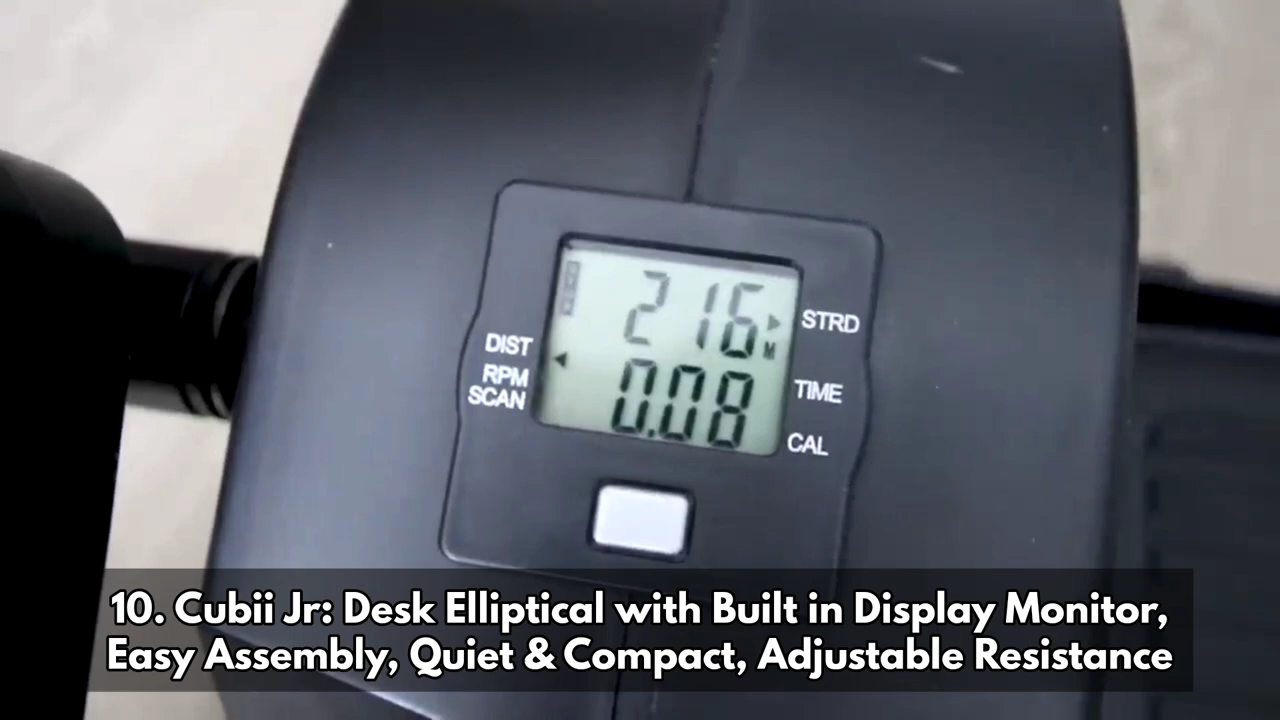 216
STRD
M
DIST
RPM
SCAN
0.08
TIME
CAL
10. Cubii Jr: Desk Elliptical with Built in Display Monitor,
Easy Assembly, Quiet & Compact, Adjustable Resistance